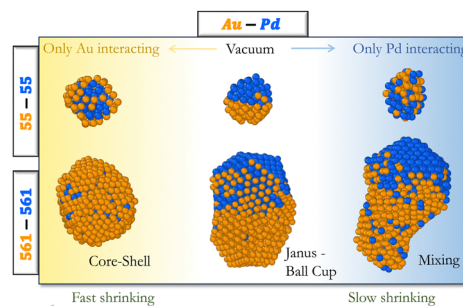 Au – Pd
Only Au interacting
Vacuum
Only Pd interacting
55 – 55
561 – 561
Core-Shell
Janus -
Ball Cup
Mixing
Fast shrinking
Slow shrinking